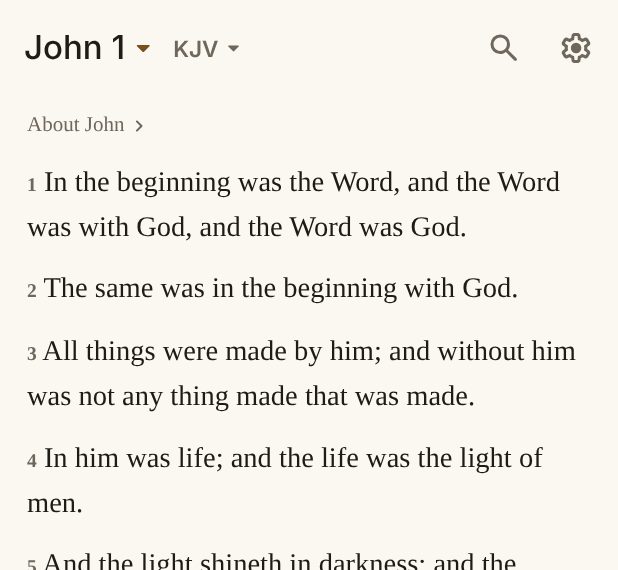 John 1 KJV
About John
1 In the beginning was the Word, and the Word
was with God, and the Word was God.
2 The same was in the beginning with God.
3 All things were made by him; and without him
was not any thing made that was made.
4 In him was life; and the life was the light of
men.
5 And the light shineth in darkness; and the